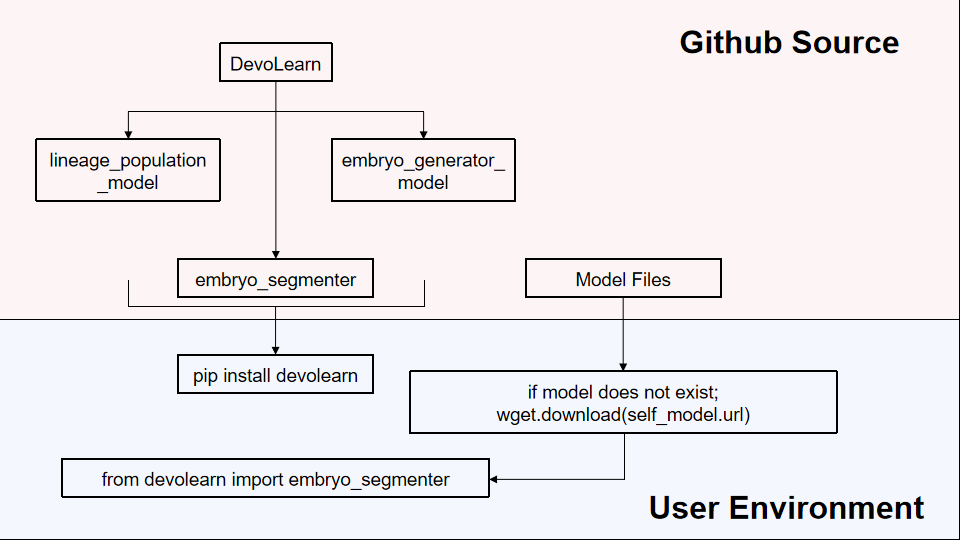 Github Source
DevoLearn
lineage_population
_model
embryo_generator_
model
embryo_segmenter
Model Files
pip install devolearn
if model does not exist;
wget.download(self_model.url)
from devolearn import embryo_segmenter
User Environment